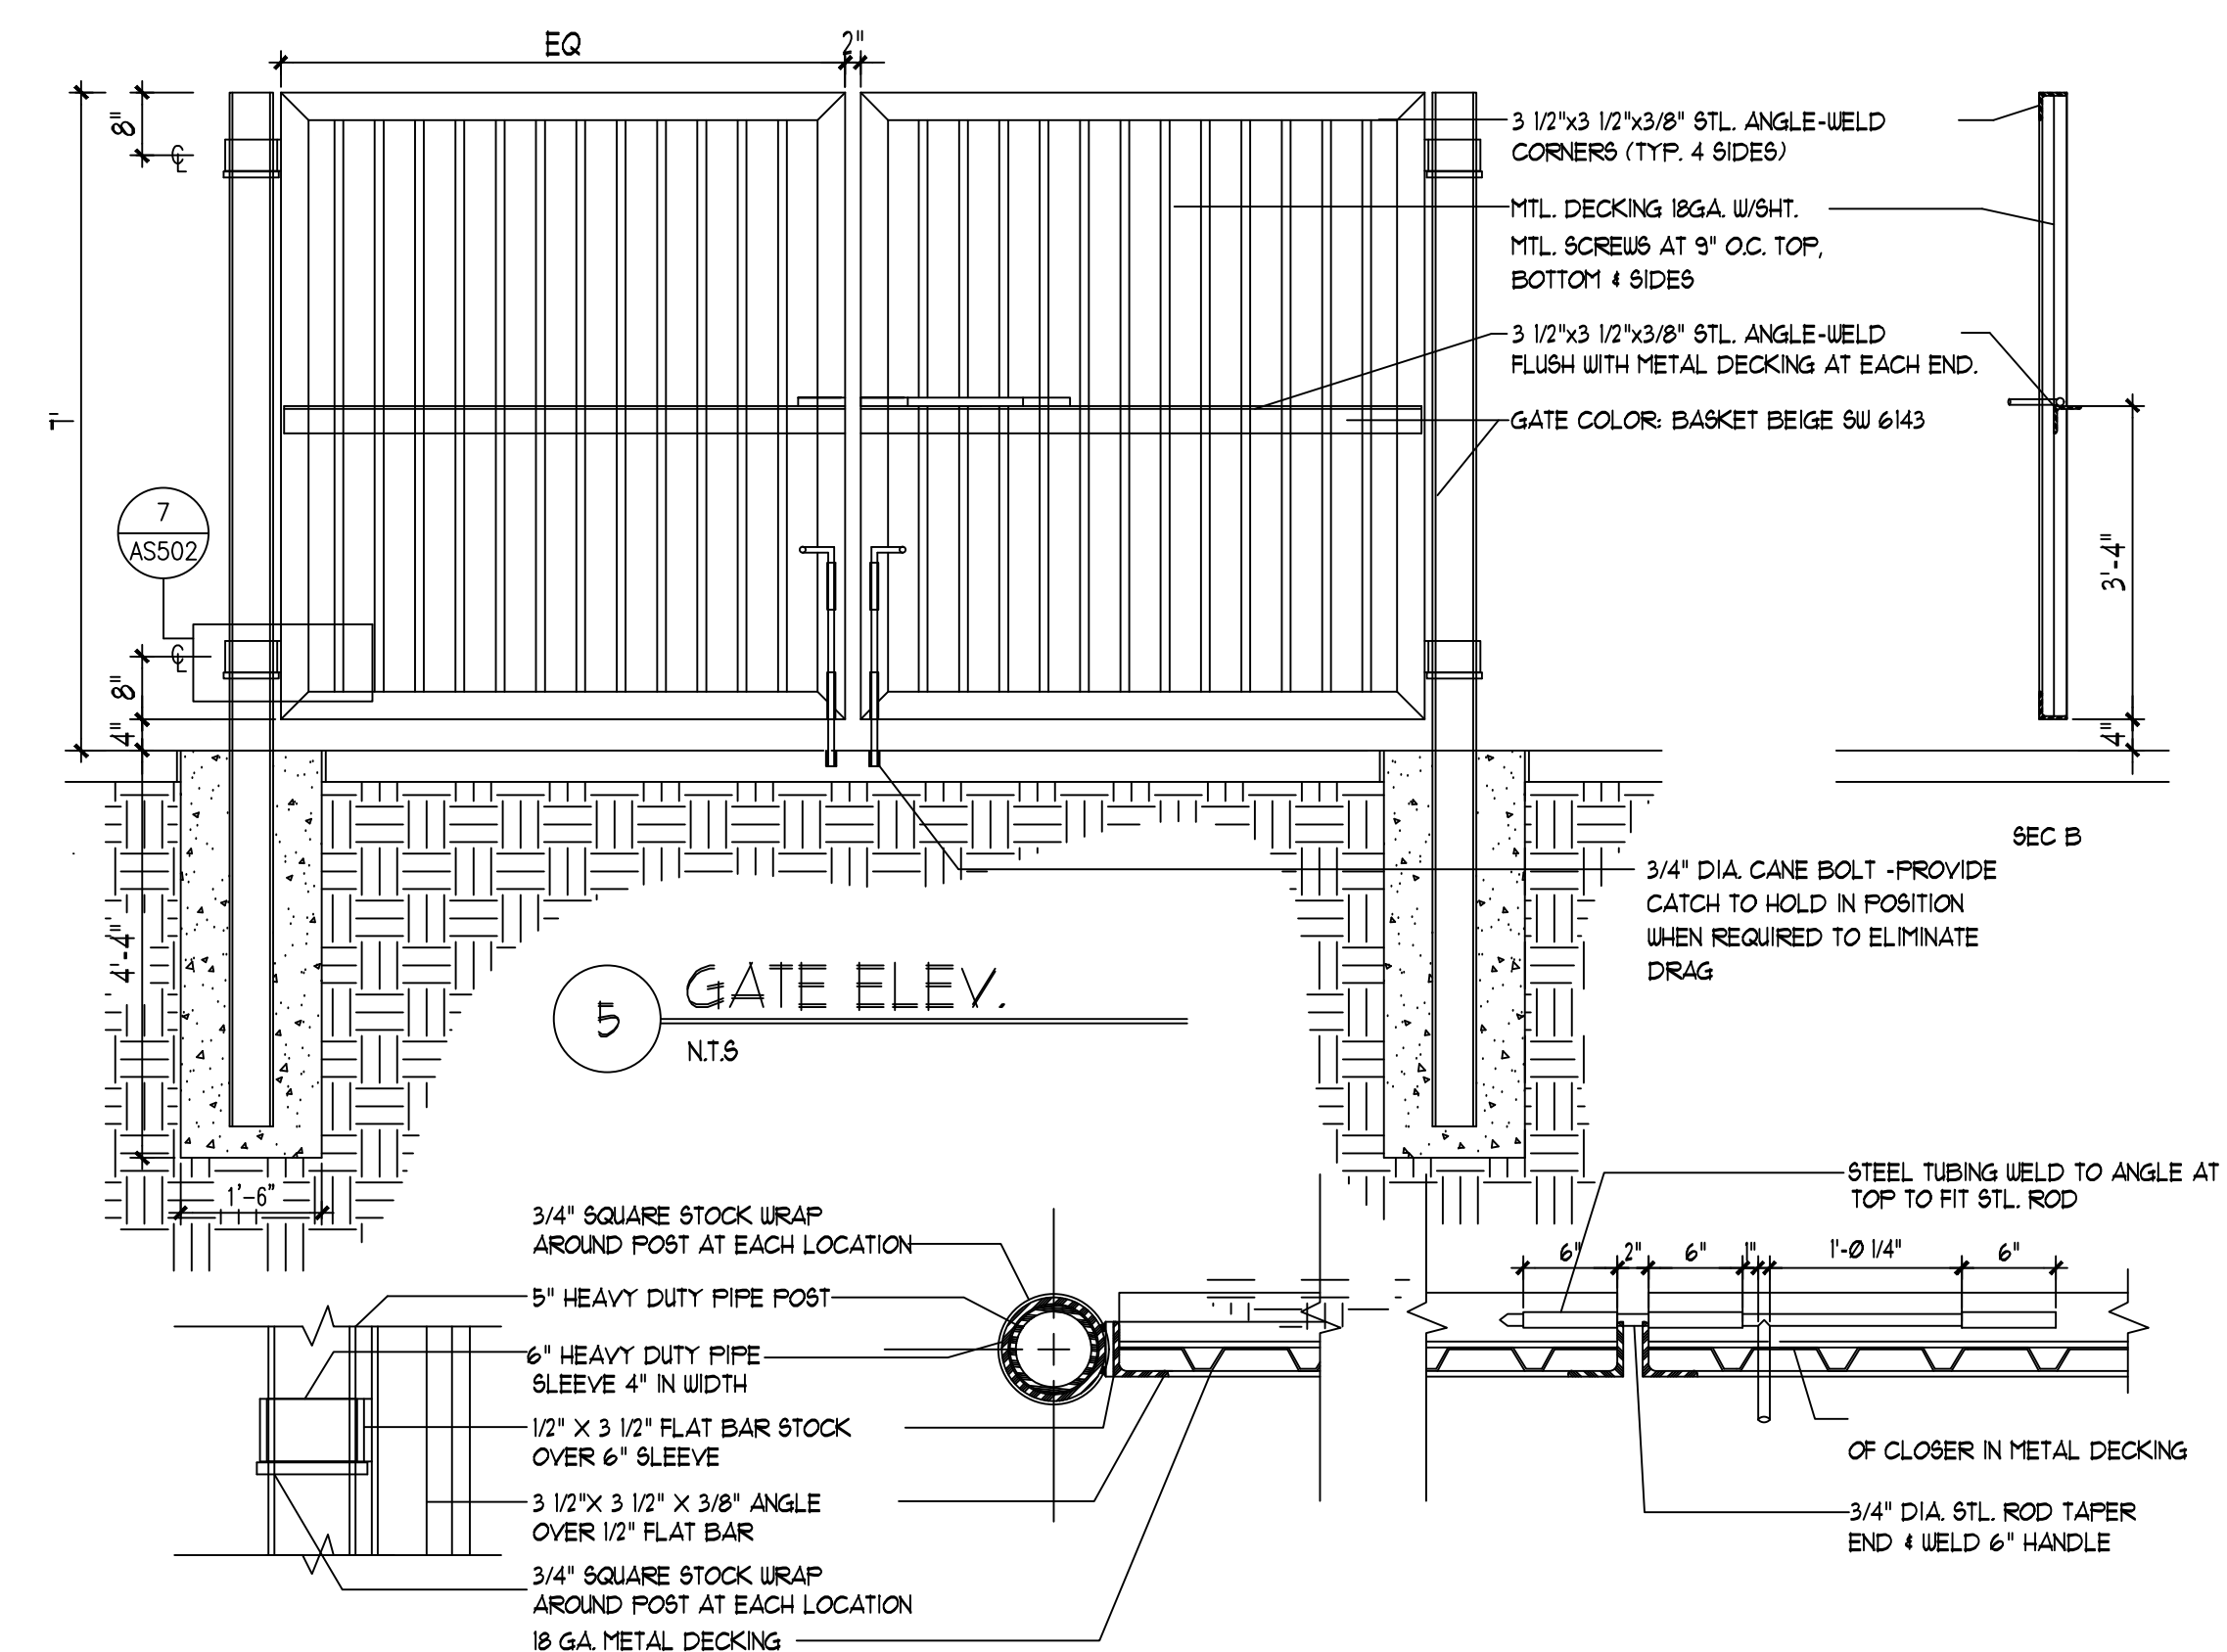 EQ
2"
8"
℄
7'
7
AS502
℄
8"
4"
4'-4"
1'-6"
3 1/2"x3 1/2"x3/8" STL. ANGLE-WELD
CORNERS (TYP. 4 SIDES)
MTL. DECKING 18GA. W/SHT.
MTL. SCREWS AT 9" O.C. TOP,
BOTTOM & SIDES
3 1/2"x3 1/2"x3/8" STL. ANGLE-WELD
FLUSH WITH METAL DECKING AT EACH END.
GATE COLOR: BASKET BEIGE SW 6143
3'-4"
4"
SEC B
3/4" DIA. CANE BOLT -PROVIDE
CATCH TO HOLD IN POSITION
WHEN REQUIRED TO ELIMINATE
DRAG
5
GATE ELEV.
N.T.S
3/4" SQUARE STOCK WRAP
AROUND POST AT EACH LOCATION
5" HEAVY DUTY PIPE POST
6" HEAVY DUTY PIPE
SLEEVE 4" IN WIDTH
1/2" X 3 1/2" FLAT BAR STOCK
OVER 6" SLEEVE
3 1/2"X 3 1/2" X 3/8" ANGLE
OVER 1/2" FLAT BAR
3/4" SQUARE STOCK WRAP
AROUND POST AT EACH LOCATION
18 GA. METAL DECKING
STEEL TUBING WELD TO ANGLE AT
TOP TO FIT STL. ROD
6" 2" 6" 1" 1'-0 1/4" 6"
OF CLOSER IN METAL DECKING
3/4" DIA. STL. ROD TAPER
END & WELD 6" HANDLE